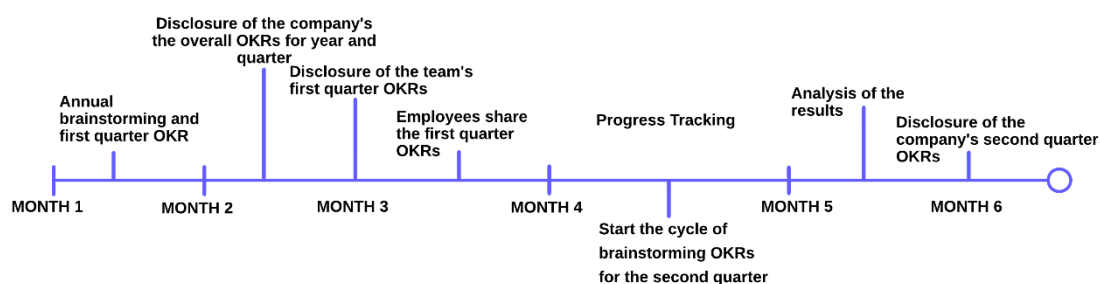 Disclosure of the company's
the overall OKRs for year and
quarter
Disclosure of the team's
first quarter OKRs
Annual
brainstorming and
first quarter OKR
Employees share
the first quarter
OKRs
Progress Tracking
Analysis of the
results
Disclosure of the
company's second quarter
OKRs
MONTH 1
MONTH 2
MONTH 3
MONTH 4
MONTH 5
MONTH 6
Start the cycle of
brainstorming OKRs
for the second quarter